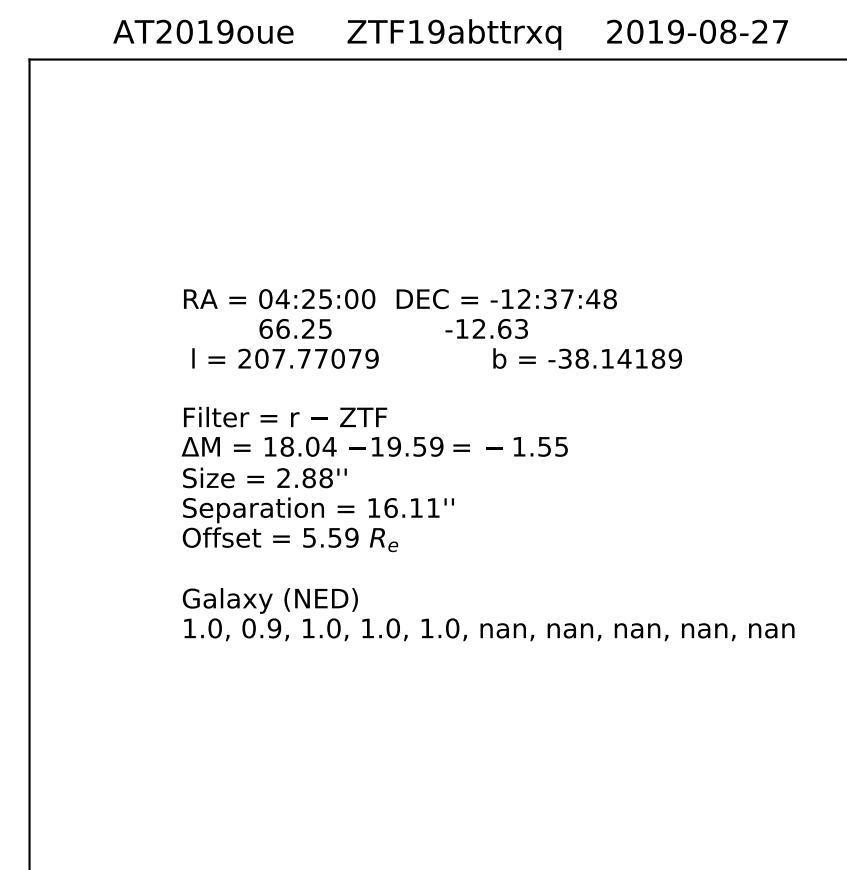 AT2019oue ZTF19abttrxq 2019-08-27
RA = 04:25:00 DEC = -12:37:48
66.25 -12.63
l = 207.77079 b = -38.14189
Filter = r − ZTF
ΔM = 18.04 −19.59 = − 1.55
Size = 2.88''
Separation = 16.11''
Offset = 5.59 Re
Galaxy (NED)
1.0, 0.9, 1.0, 1.0, 1.0, nan, nan, nan, nan, nan